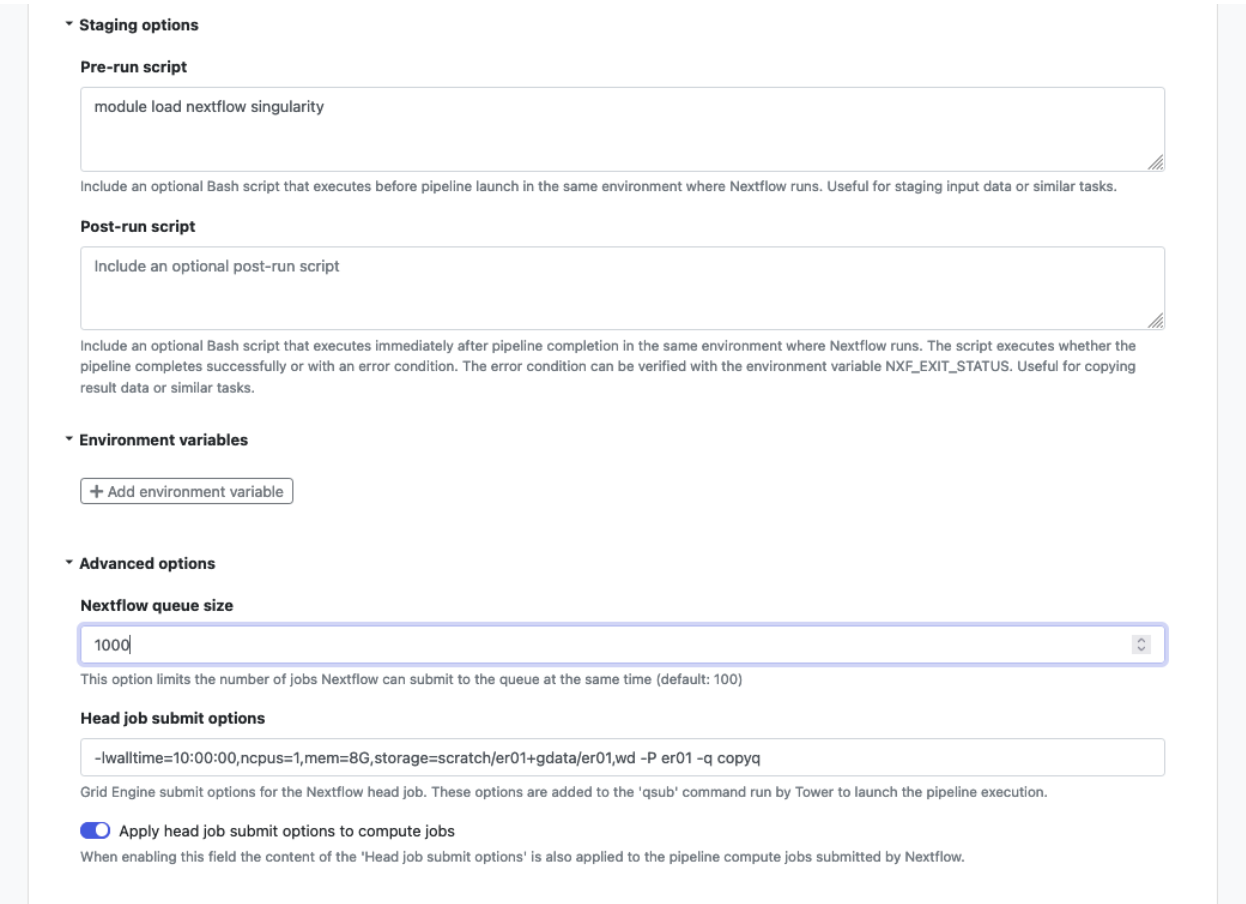 Staging options
Pre-run script
module load nextflow singularity
Include an optional Bash script that executes before pipeline launch in the same environment where Nextflow runs. Useful for staging input data or similar tasks.
Post-run script
Include an optional post-run script
Include an optional Bash script that executes immediately after pipeline completion in the same environment where Nextflow runs. The script executes whether the
pipeline completes successfully or with an error condition. The error condition can be verified with the environment variable NXF_EXIT_STATUS. Useful for copying
result data or similar tasks.
Environment variables
+ Add environment variable
Advanced options
Nextflow queue size
1000
This option limits the number of jobs Nextflow can submit to the queue at the same time (default: 100)
Head job submit options
-lwalltime=10:00:00,ncpus=1,mem=8G,storage=scratch/er01+gdata/er01,wd -P er01 -q copyq
Grid Engine submit options for the Nextflow head job. These options are added to the 'qsub' command run by Tower to launch the pipeline execution.
Apply head job submit options to compute jobs
When enabling this field the content of the 'Head job submit options' is also applied to the pipeline compute jobs submitted by Nextflow.